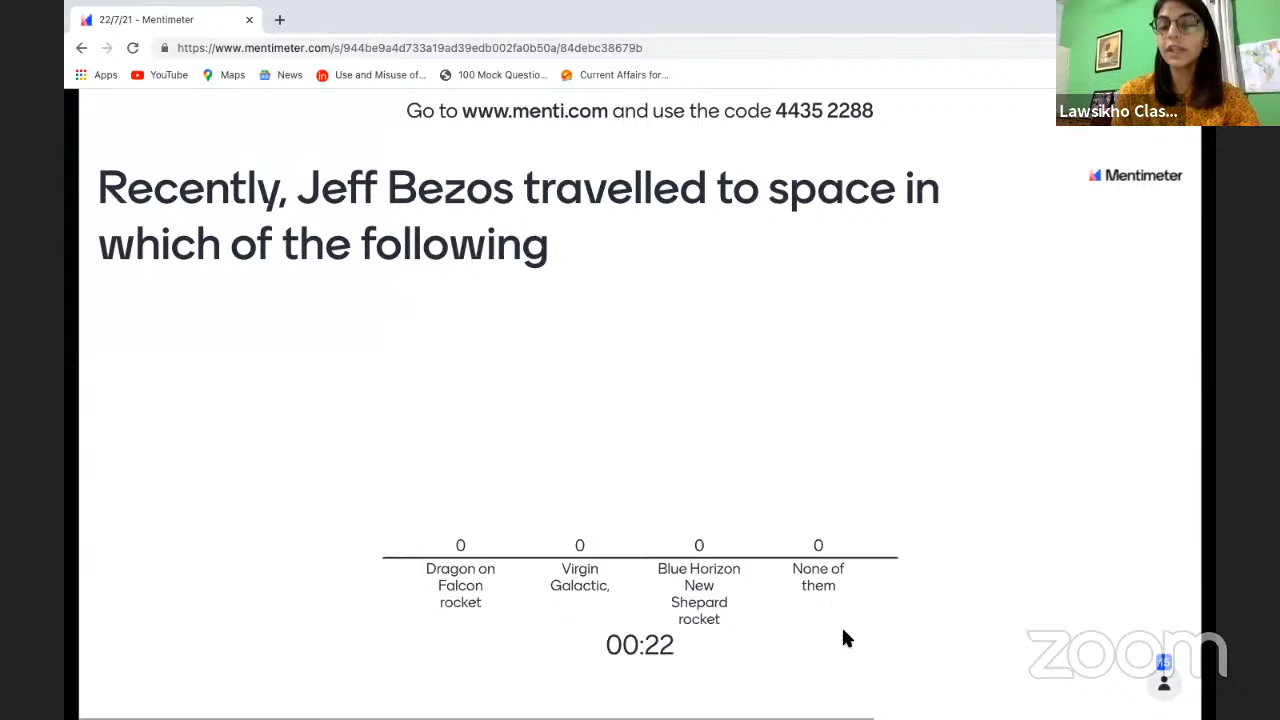 22/7/21 - Mentimeter
https://www.mentimeter.com/s/944be9a4d733a19ad39edb002fa0b50a/84debc38679b
Apps YouTube Maps News Use and Misuse of... 100 Mock Questio... Current Affairs for...
Go to www.menti.com and use the code 4435 2288
Lawsikho Clas...
Recently, Jeff Bezos travelled to space in
which of the following
Mentimeter
0 0 0 0
Dragon on
Falcon
rocket
Virgin
Galactic,
Blue Horizon
New
Shepard
rocket
None of
them
00:22
zoom
15